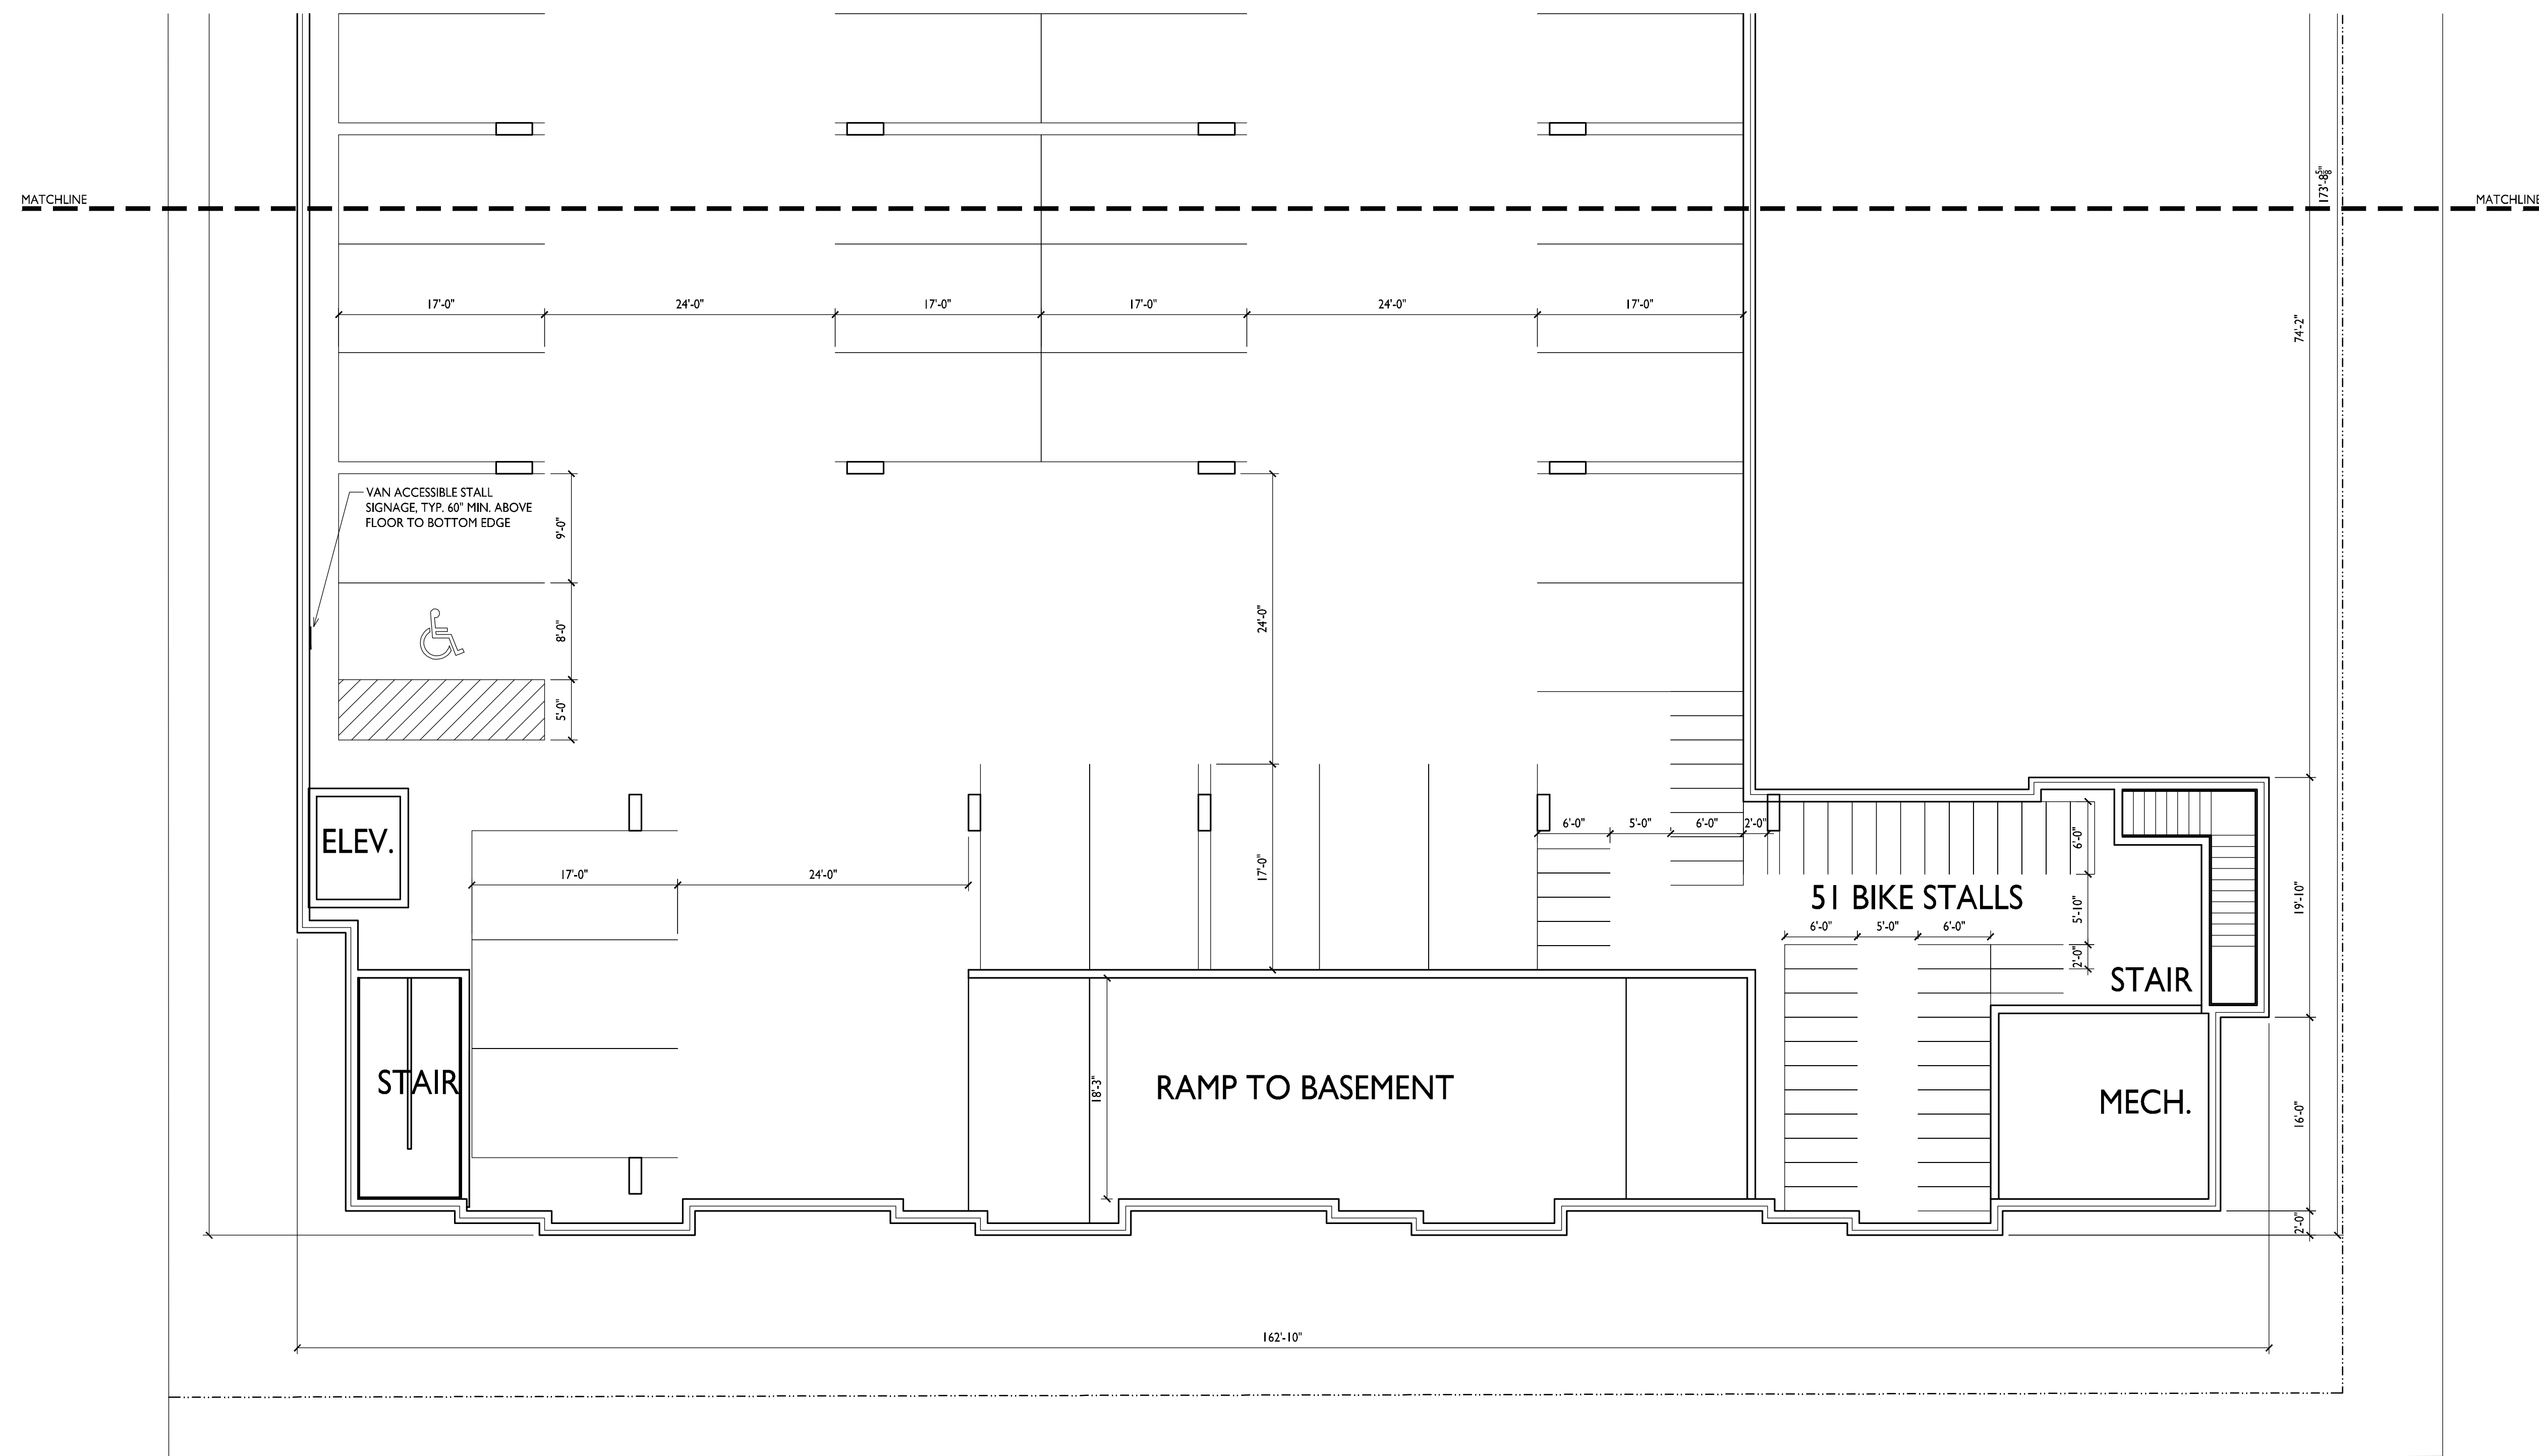 173'-8 5/8"
MATCHLINE
MATCHLINE
17'-0"
24'-0"
17'-0"
17'-0"
24'-0"
17'-0"
74'-2"
VAN ACCESSIBLE STALL
SIGNAGE, TYP. 60" MIN. ABOVE
FLOOR TO BOTTOM EDGE
9'-0"
8'-0"
24'-0"
5'-0"
6'-0"
5'-0"
6'-0"
2'-0"
6'-0"
ELEV.
17'-0"
24'-0"
17'-0"
51 BIKE STALLS
19'-10"
5'-10"
6'-0"
5'-0"
6'-0"
2'-0"
STAIR
STAIR
18'-3"
RAMP TO BASEMENT
MECH.
16'-0"
2'-0"
162'-10"